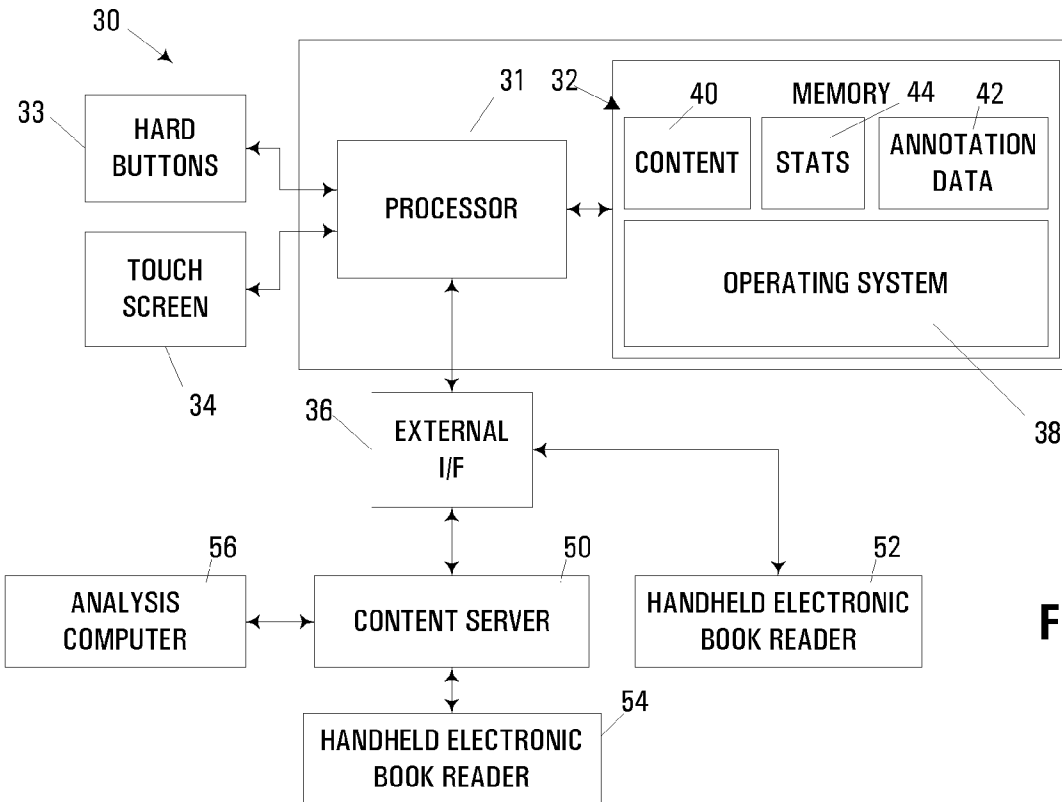 30
33
HARD
BUTTONS
31
32
MEMORY
40
44
42
CONTENT
STATS
ANNOTATION
DATA
PROCESSOR
TOUCH
SCREEN
OPERATING SYSTEM
34
36
EXTERNAL
I/F
38
56
50
52
ANALYSIS
COMPUTER
CONTENT SERVER
HANDHELD ELECTRONIC
BOOK READER
F
54
HANDHELD ELECTRONIC
BOOK READER